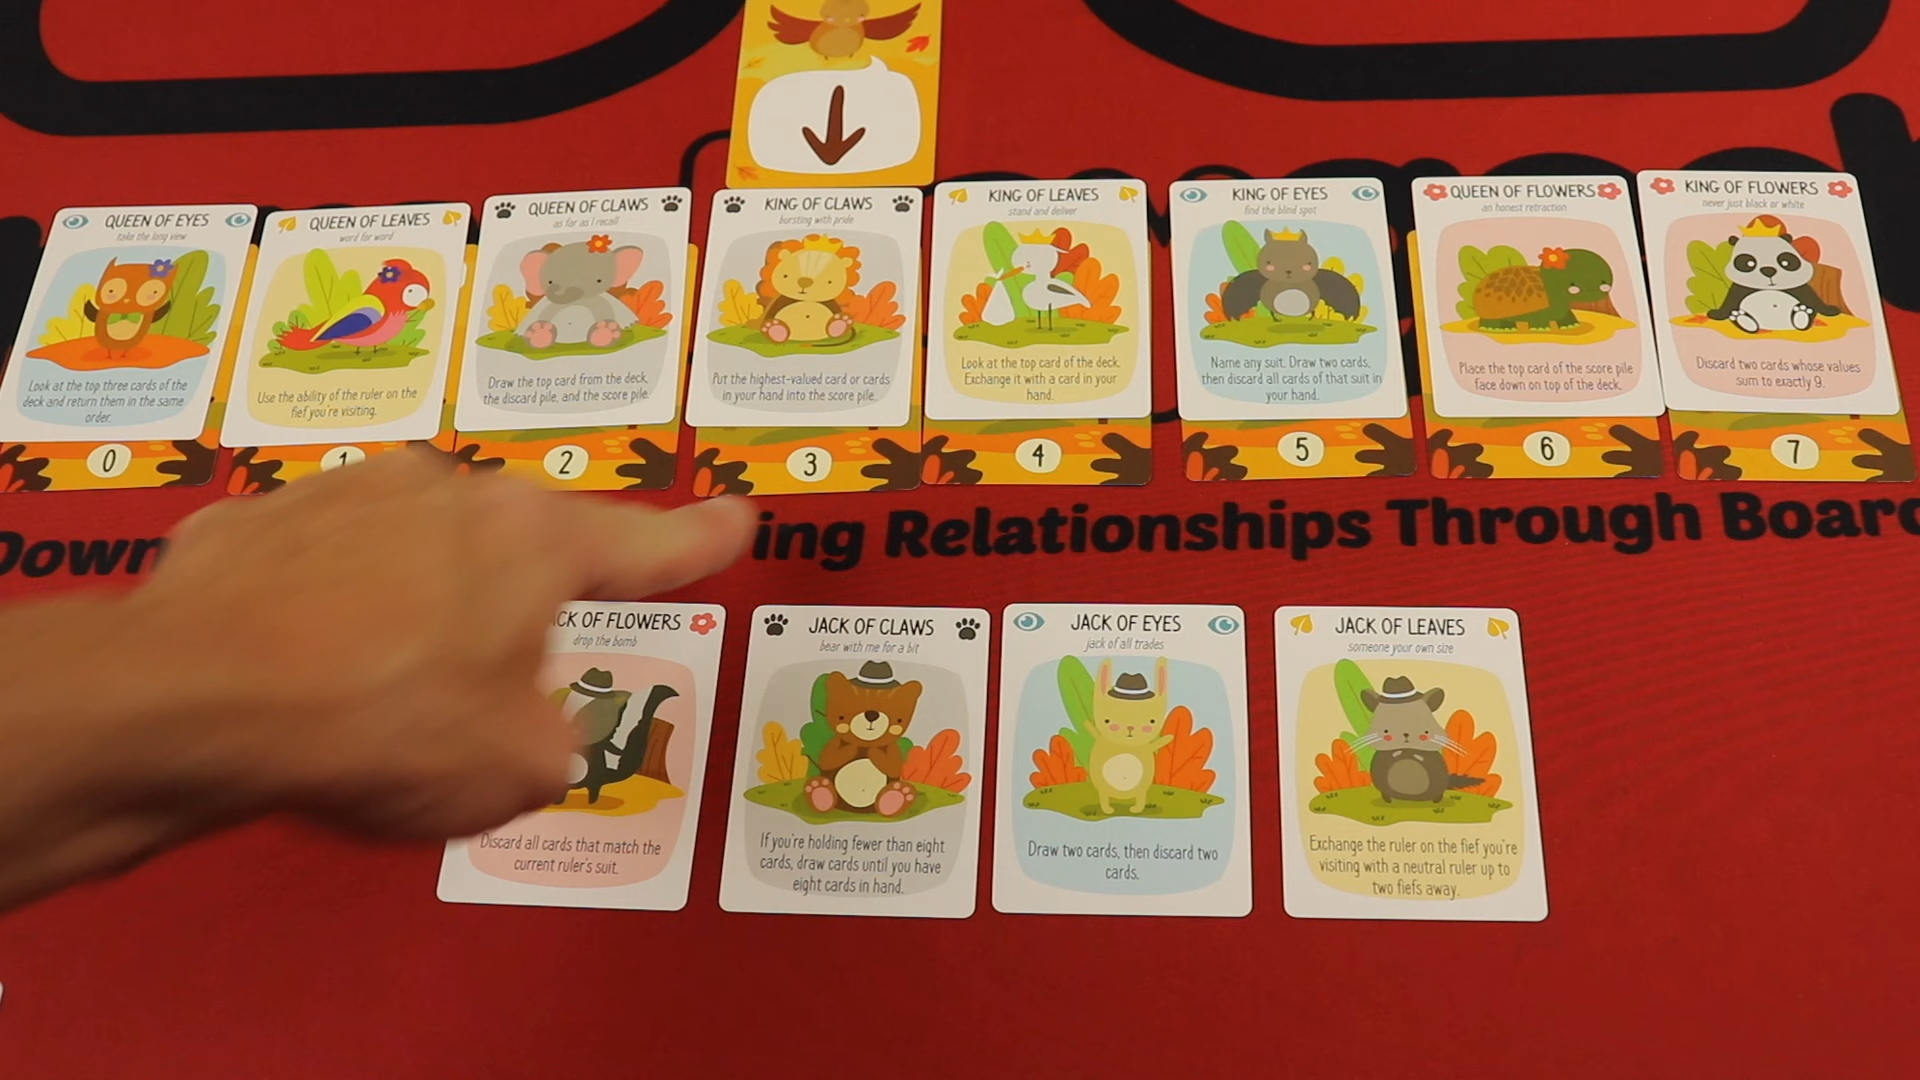 QUEEN OF EYES
take the long view
Look at the top three cards of the
deck and return them in the same
order.
0
QUEEN OF LEAVES
word for word
Use the ability of the ruler on the
fief you're visiting.
1
QUEEN OF CLAWS
as far as I recall
Draw the top card from the deck,
the discard pile, and the score pile.
2
KING OF CLAWS
bursting with pride
Put the highest-valued card or cards
in your hand into the score pile.
3
KING OF LEAVES
stand and deliver
Look at the top card of the deck.
Exchange it with a card in your
hand.
4
KING OF EYES
find the blind spot
Name any suit. Draw two cards,
then discard all cards of that suit in
your hand.
5
QUEEN OF FLOWERS
an honest retraction
Place the top card of the score pile
face down on top of the deck.
6
KING OF FLOWERS
never just black or white
Discard two cards whose values
sum to exactly 9.
7
Down ing Relationships Through Board
CK OF FLOWERS
drop the bomb
Discard all cards that match the
current ruler's suit.
JACK OF CLAWS
bear with me for a bit
If you're holding fewer than eight
cards, draw cards until you have
eight cards in hand.
JACK OF EYES
jack of all trades
Draw two cards, then discard two
cards.
JACK OF LEAVES
someone your own size
Exchange the ruler on the fief you're
visiting with a neutral ruler up to
two fiefs away.